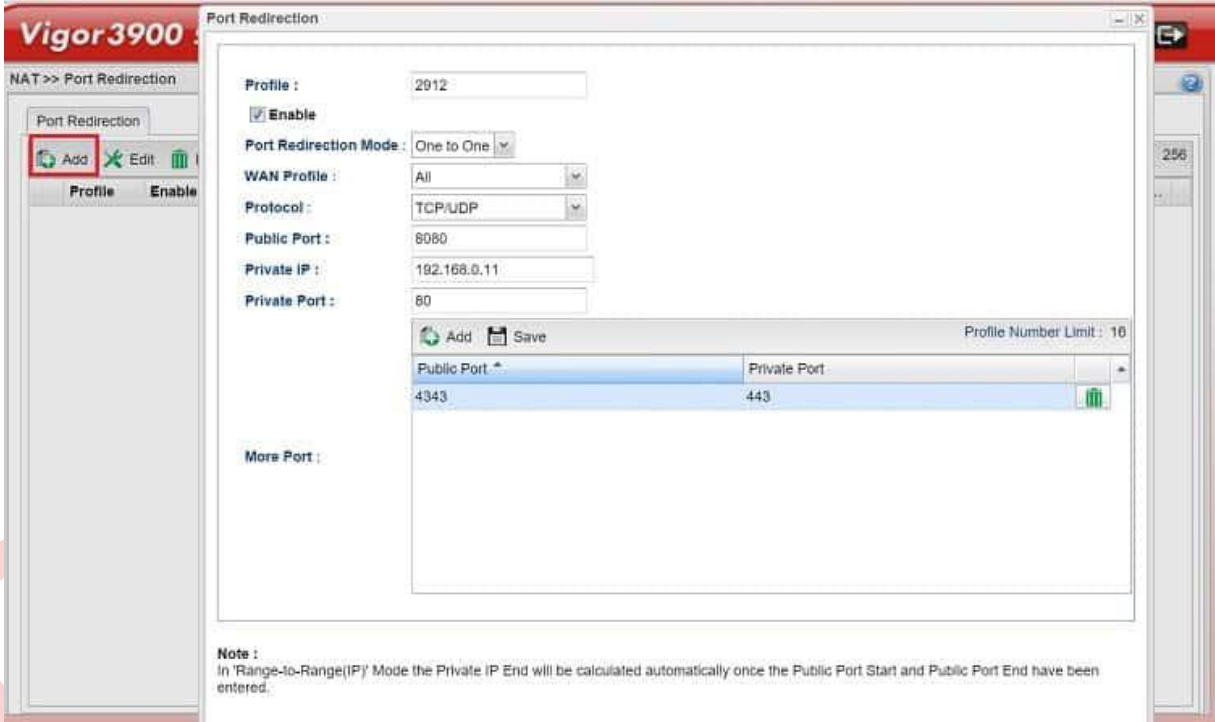 Vigor3900
Port Redirection
NAT >> Port Redirection
Port Redirection
Add Edit
256
Profile Enable
Profile : 2912
Enable
Port Redirection Mode : One to One
WAN Profile : All
Protocol : TCP/UDP
Public Port : 8080
Private IP : 192.168.0.11
Private Port : 80
Add Save Profile Number Limit : 16
Public Port Private Port
4343 443
More Port :
Note :
In 'Range-to-Range(IP)' Mode the Private IP End will be calculated automatically once the Public Port Start and Public Port End have been
entered.